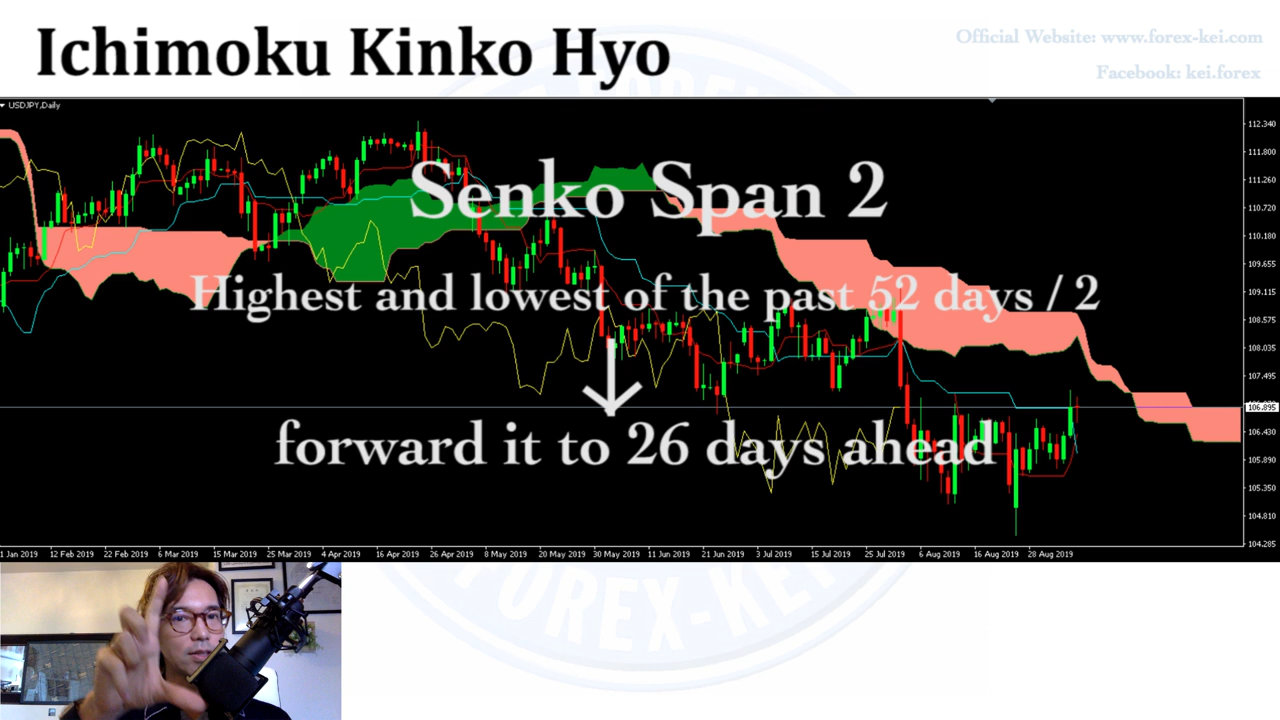 Ichimoku Kinko Hyo
Official Website: www.forex-kei.com
Facebook: kei.forex
USDJPY,Daily
Senko Span 2
Highest and lowest of the past 52 days / 2
forward it to 26 days ahead
112.340
111.800
111.260
110.720
110.180
109.655
109.115
108.575
108.035
107.495
106.895
106.430
105.890
105.350
104.810
104.285
1 Jan 2019 12 Feb 2019 22 Feb 2019 6 Mar 2019 15 Mar 2019 25 Mar 2019 4 Apr 2019 16 Apr 2019 26 Apr 2019 8 May 2019 20 May 2019 30 May 2019 11 Jun 2019 21 Jun 2019 3 Jul 2019 15 Jul 2019 25 Jul 2019 6 Aug 2019 16 Aug 2019 28 Aug 2019
FOREX-KEI